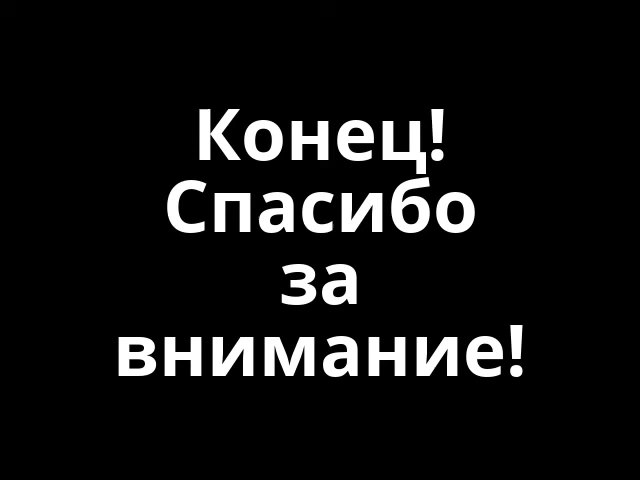 Конец!
Спасибо
за
внимание!